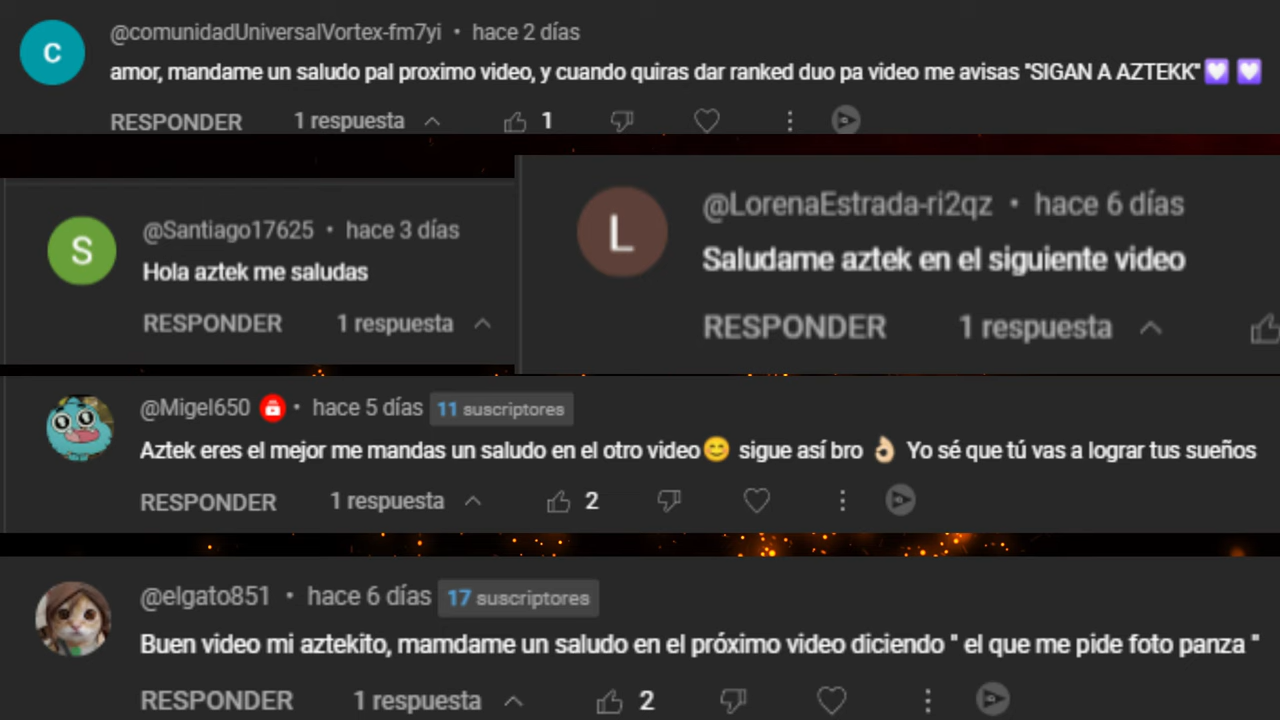 C
@comunidadUniversalVortex-fm7yi • hace 2 días
amor, mandame un saludo pal proximo video, y cuando quiras dar ranked duo pa video me avisas "SIGAN A AZTEKK"💜 💜
RESPONDER 1 respuesta 1
S
@Santiago17625 • hace 3 días
Hola aztek me saludas
RESPONDER 1 respuesta
L
@LorenaEstrada-ri2qz • hace 6 días
Saludame aztek en el siguiente video
RESPONDER 1 respuesta
@Migel650 • hace 5 días 11 suscriptores
Aztek eres el mejor me mandas un saludo en el otro video😊 sigue así bro 👌🏼 Yo sé que tú vas a lograr tus sueños
RESPONDER 1 respuesta 2
@elgato851 • hace 6 días 17 suscriptores
Buen video mi aztekito, mamdame un saludo en el próximo video diciendo " el que me pide foto panza "
RESPONDER 1 respuesta 2